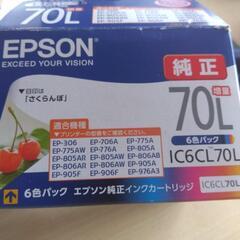 70L
EPSON
EXCEED YOUR VISION
純正
目印は
「さくらんぼ」
増量
70L
適合機種
プリンターの型番をご確認ください。
EP-306 EP-706A EP-775A
EP-775AW EP-776A EP-805A
EP-805AR EP-805AW EP-806AB
EP-806AR EP-806AW EP-905A
EP-905F EP-906F EP-976A3
6色パック
IC6CL70L
6色パック エプソン純正インクカートリッジ
IC6CL70L